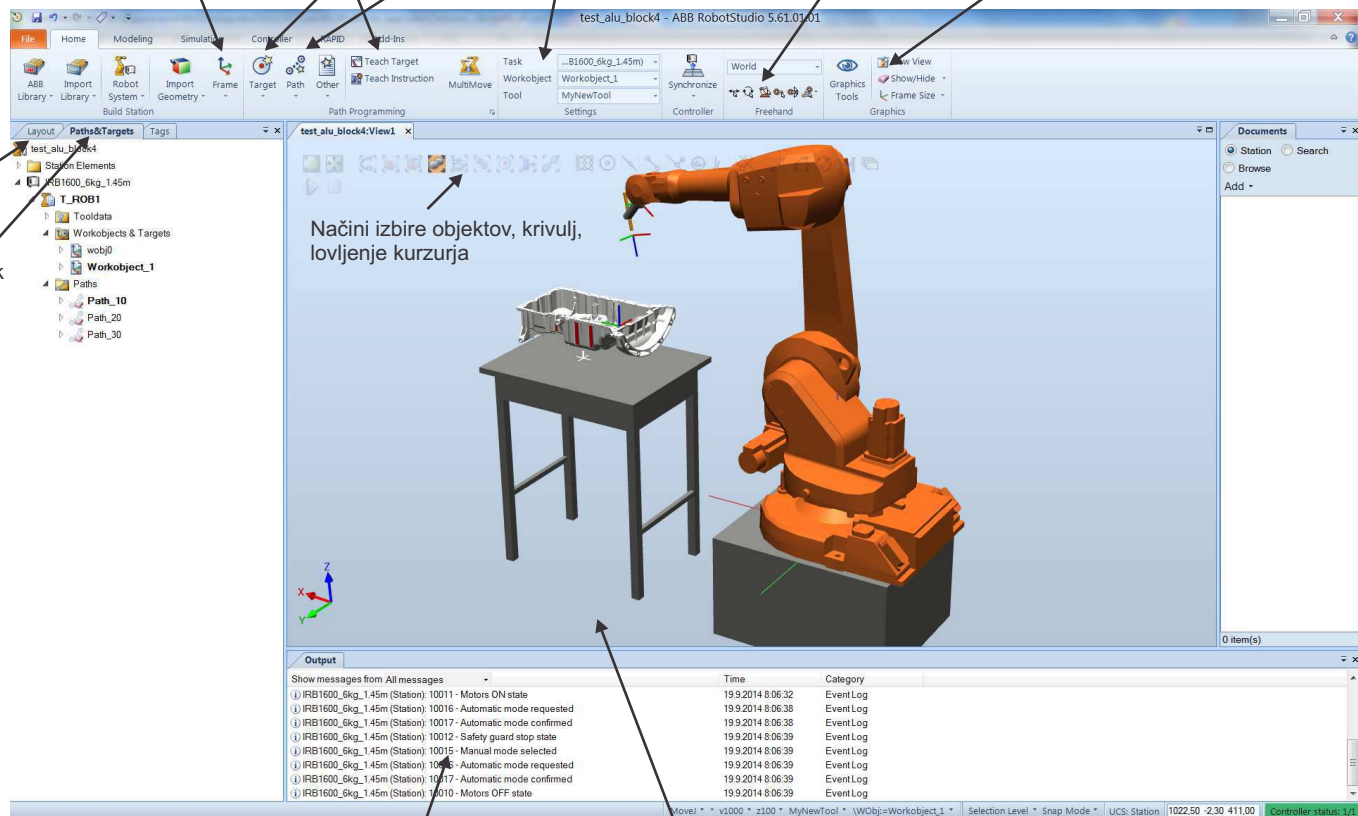 test_alu_block4 - ABB RobotStudio 5.61.01.01
File Home Modeling Simulation Controller RAPID Add-Ins
ABB Library
Import Library
Robot System
Import Geometry
Frame
Build Station
Target
Path
Other
Teach Target
Teach Instruction
MultiMove
Path Programming
Task ...B1600_6kg_1.45m)
Workobject Workobject_1
Tool MyNewTool
Settings
Synchronize
Controller
World
Freehand
Graphics Tools
View
Show/Hide
Frame Size
Graphics
Layout Paths&Targets Tags
test_alu_block4
Station Elements
IRB1600_6kg_1.45m
T_ROB1
Tooldata
Workobjects & Targets
wobj0
Workobject_1
Paths
Path_10
Path_20
Path_30
k
test_alu_block4:View1
Načini izbire objektov, krivulj,
lovljenje kurzurja
Z
X
Y
Documents
Station Search
Browse
Add
0 item(s)
Output
Show messages from All messages Time Category
IRB1600_6kg_1.45m (Station): 10011 - Motors ON state 19.9.2014 8:06:32 Event Log
IRB1600_6kg_1.45m (Station): 10016 - Automatic mode requested 19.9.2014 8:06:38 Event Log
IRB1600_6kg_1.45m (Station): 10017 - Automatic mode confirmed 19.9.2014 8:06:38 Event Log
IRB1600_6kg_1.45m (Station): 10012 - Safety guard stop state 19.9.2014 8:06:39 Event Log
IRB1600_6kg_1.45m (Station): 10015 - Manual mode selected 19.9.2014 8:06:39 Event Log
IRB1600_6kg_1.45m (Station): 10016 - Automatic mode requested 19.9.2014 8:06:39 Event Log
IRB1600_6kg_1.45m (Station): 10017 - Automatic mode confirmed 19.9.2014 8:06:39 Event Log
IRB1600_6kg_1.45m (Station): 10010 - Motors OFF state 19.9.2014 8:06:39 Event Log
MoveJ * * v1000 * z100 * MyNewTool * \WObj:=Workobject_1 * Selection Level * Snap Mode * UCS: Station 1022,50 -2,30 411,00 Controller status: 1/1